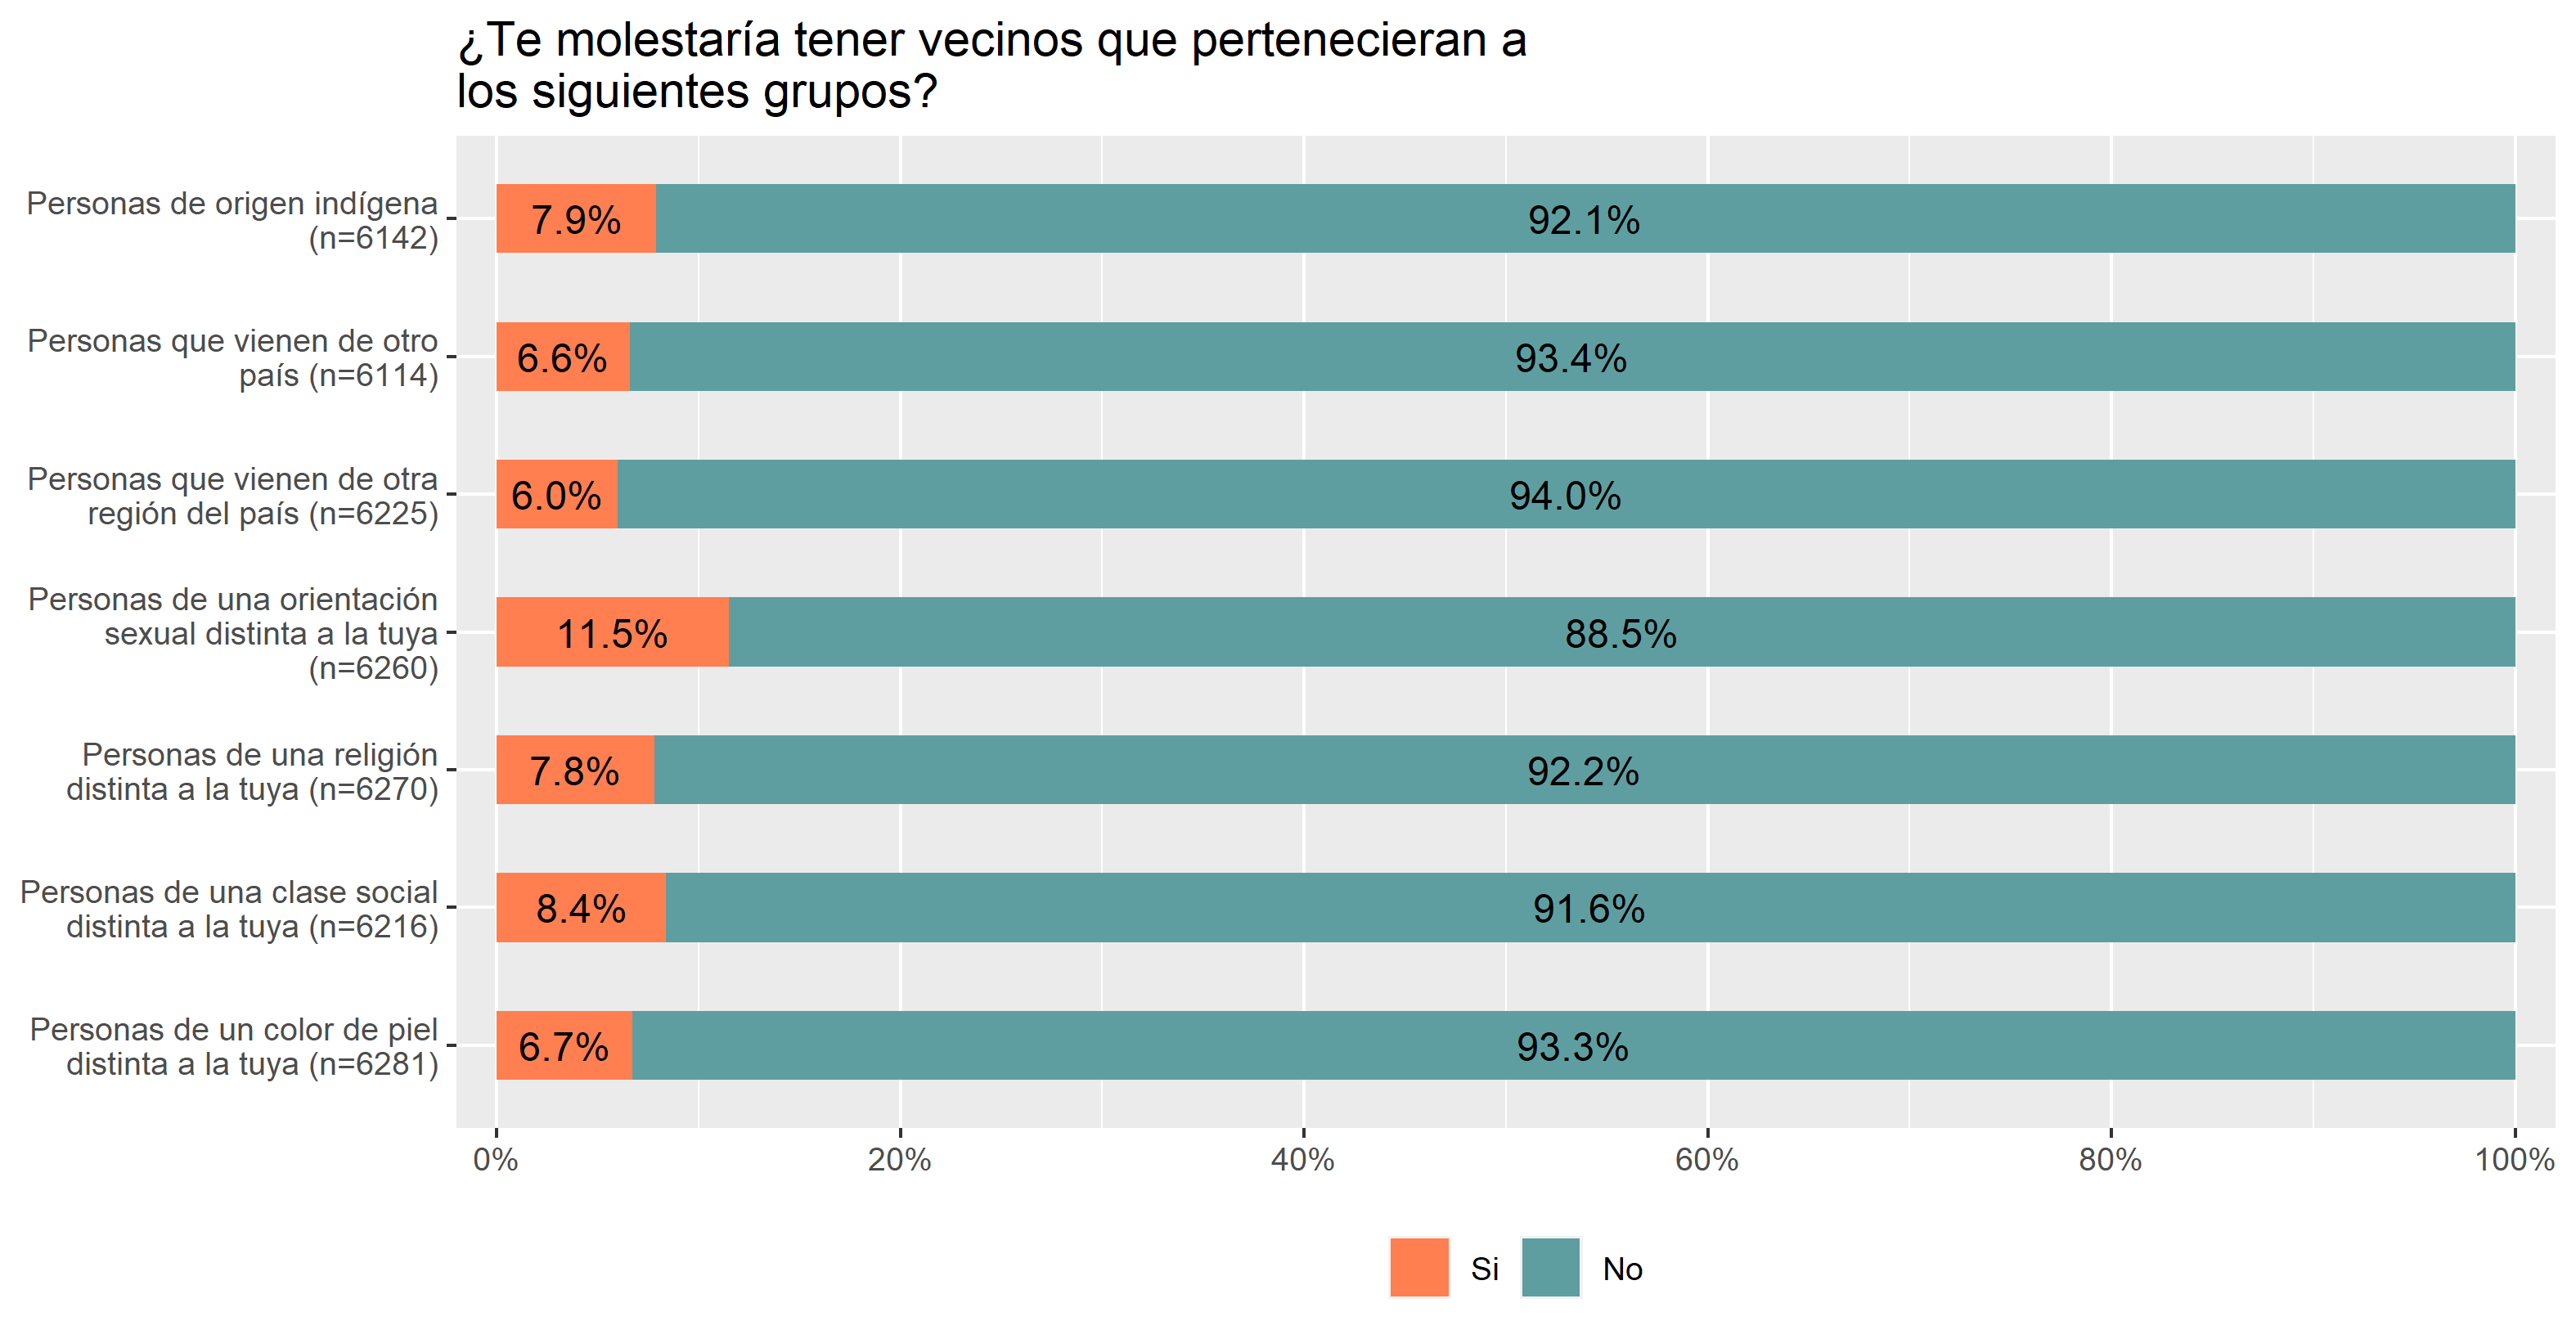 ¿Te molestaría tener vecinos que pertenecieran a
los siguientes grupos?
Personas de origen indígena
(n=6142)
7.9%
92.1%
Personas que vienen de otro
país (n=6114)
6.6%
93.4%
Personas que vienen de otra
región del país (n=6225)
6.0%
94.0%
Personas de una orientación
sexual distinta a la tuya
(n=6260)
11.5%
88.5%
Personas de una religión
distinta a la tuya (n=6270)
7.8%
92.2%
Personas de una clase social
distinta a la tuya (n=6216)
8.4%
91.6%
Personas de un color de piel
distinta a la tuya (n=6281)
6.7%
93.3%
0%
20%
40%
60%
80%
100%
Si
No